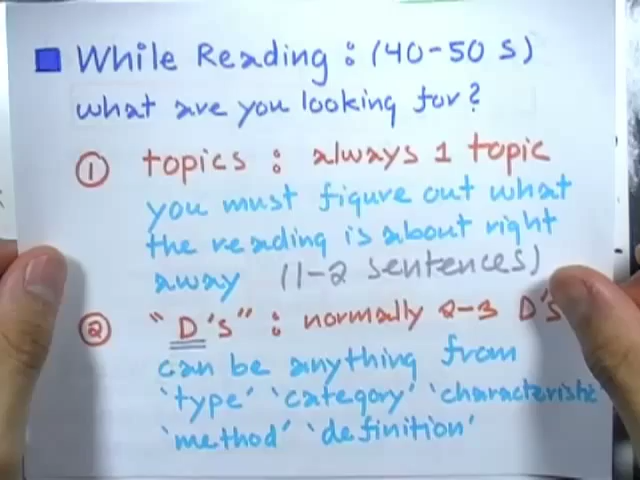 While Reading : (40-50 s)
what are you looking for?
① topics : always 1 topic
you must figure out what
the reading is about right
away (1-2 sentences)
② "D's" : normally 2-3 D's
can be anything from
'type' 'category' 'characteristic
'method' 'definition'